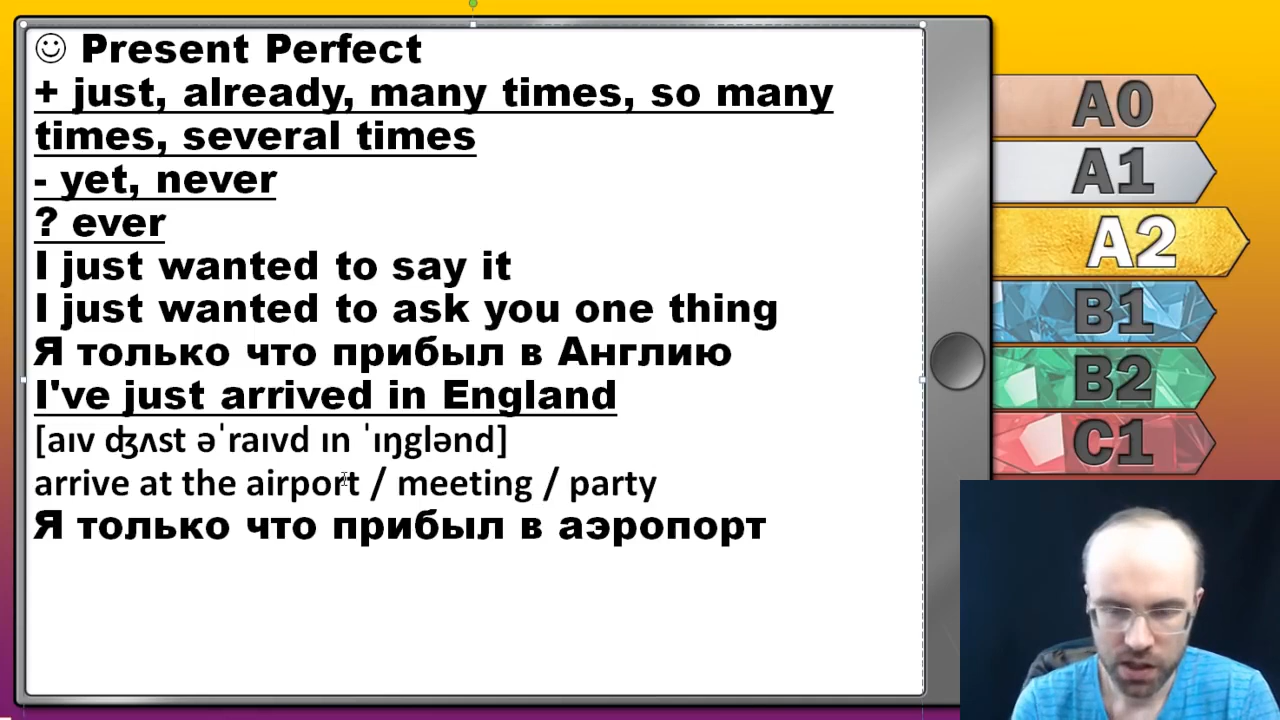 ☺ Present Perfect
+ just, already, many times, so many
times, several times
- yet, never
? ever
I just wanted to say it
I just wanted to ask you one thing
Я только что прибыл в Англию
I've just arrived in England
[aɪv ʤʌst əˈraɪvd ɪn ˈɪŋglənd]
arrive at the airport / meeting / party
Я только что прибыл в аэропорт
A0
A1
A2
B1
B2
C1